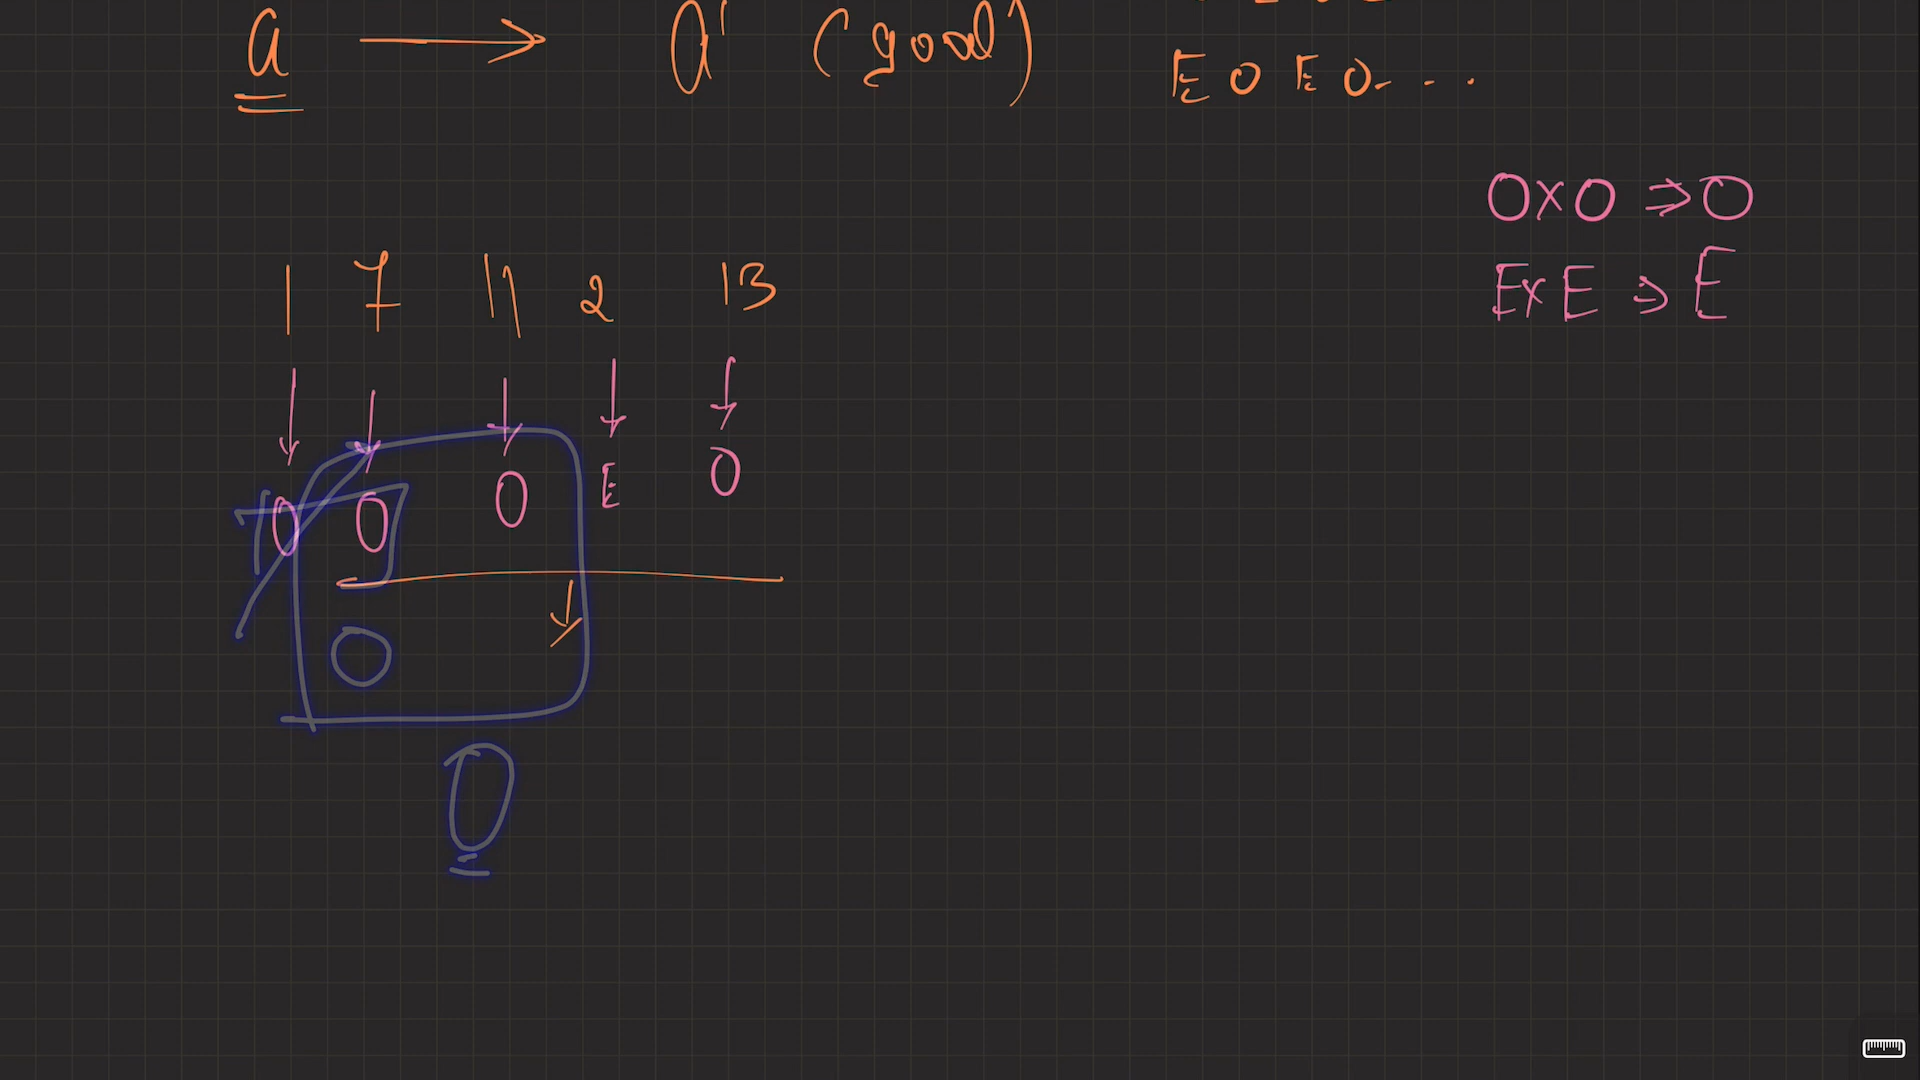 a → a' (good)
E O E O - - - .
O X O ⇒ O
E X E ⇒ E
1 7 11 2 13
↓ ↓ ↓ ↓ ↓
O O O E O
O
O